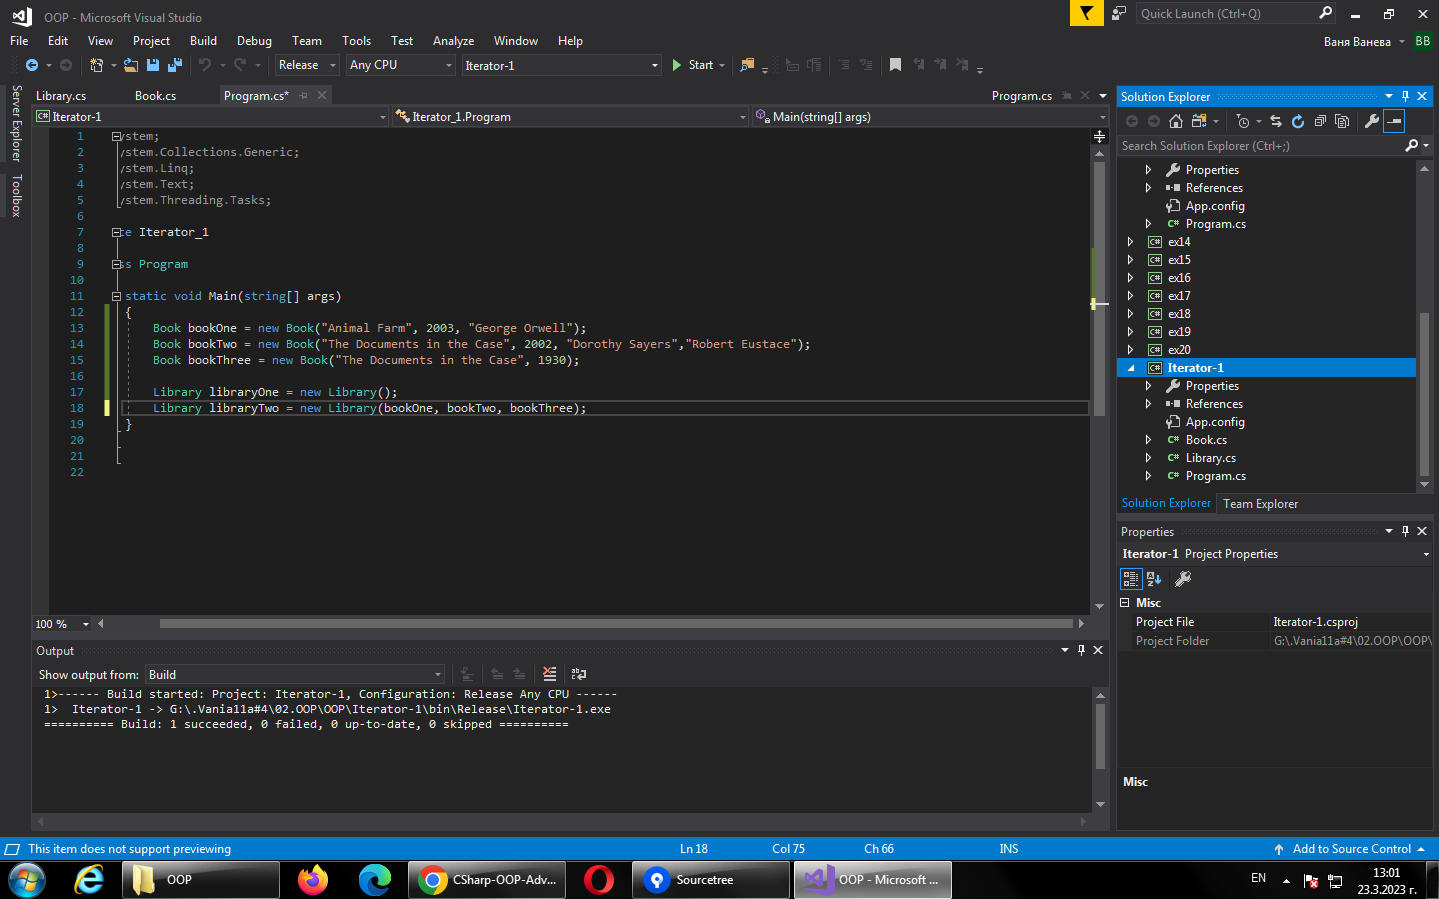 OOP - Microsoft Visual Studio
Quick Launch (Ctrl+Q)
File Edit View Project Build Debug Team Tools Test Analyze Window Help
Ваня Ванева BB
Release Any CPU Iterator-1 Start
Server Explorer
Toolbox
Library.cs Book.cs Program.cs* Program.cs
Iterator-1 Iterator_1.Program Main(string[] args)
1 ystem;
2 ystem.Collections.Generic;
3 ystem.Linq;
4 ystem.Text;
5 ystem.Threading.Tasks;
6
7 ce Iterator_1
8
9 ss Program
10
11 static void Main(string[] args)
12 {
13 Book bookOne = new Book("Animal Farm", 2003, "George Orwell");
14 Book bookTwo = new Book("The Documents in the Case", 2002, "Dorothy Sayers","Robert Eustace");
15 Book bookThree = new Book("The Documents in the Case", 1930);
16
17 Library libraryOne = new Library();
18 Library libraryTwo = new Library(bookOne, bookTwo, bookThree);
19 }
20
21
22
100 %
Output
Show output from: Build
1>------ Build started: Project: Iterator-1, Configuration: Release Any CPU ------
1> Iterator-1 -> G:\.Vania11a#4\02.OOP\OOP\Iterator-1\bin\Release\Iterator-1.exe
========== Build: 1 succeeded, 0 failed, 0 up-to-date, 0 skipped ==========
Solution Explorer
Search Solution Explorer (Ctrl+;)
Properties
References
App.config
C# Program.cs
C# ex14
C# ex15
C# ex16
C# ex17
C# ex18
C# ex19
C# ex20
C# Iterator-1
Properties
References
App.config
C# Book.cs
C# Library.cs
C# Program.cs
Solution Explorer Team Explorer
Properties
Iterator-1 Project Properties
Misc
Project File Iterator-1.csproj
Project Folder G:\.Vania11a#4\02.OOP\OOP\
Misc
This item does not support previewing Ln 18 Col 75 Ch 66 INS Add to Source Control
OOP CSharp-OOP-Adv... Sourcetree OOP - Microsoft ... EN
13:01
23.3.2023 г.